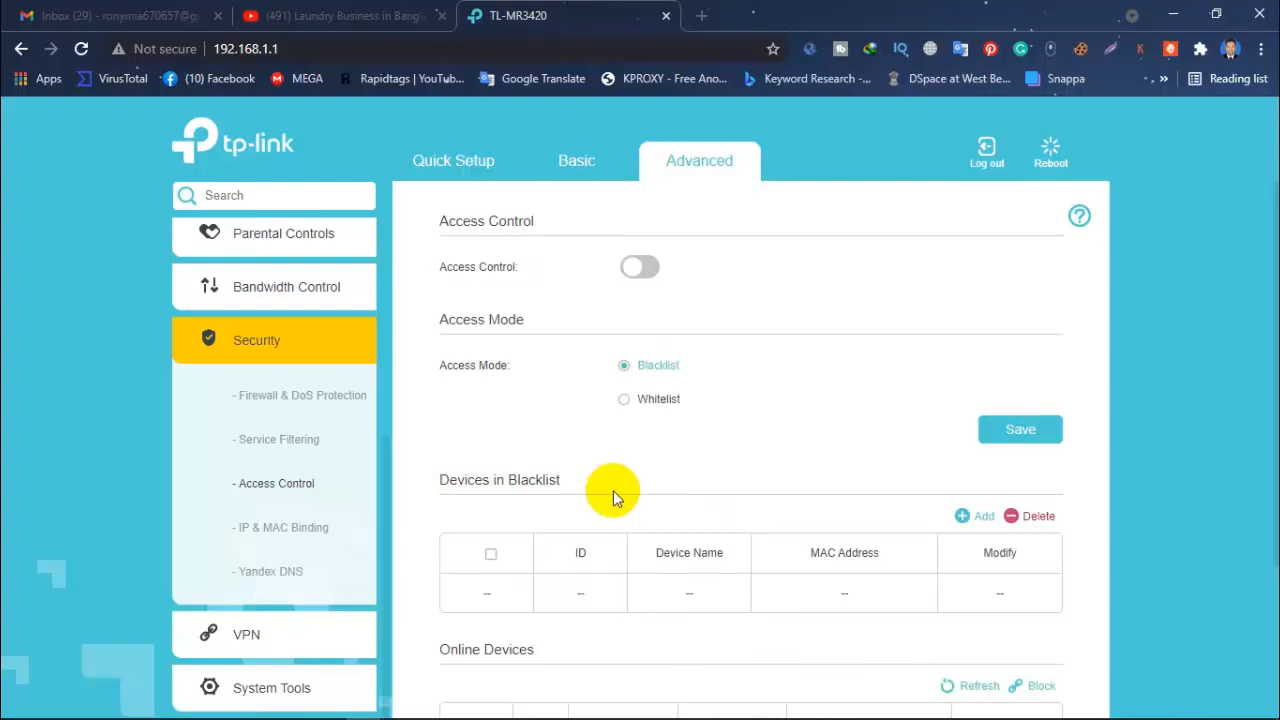 Inbox (29) - ronymia670657@g
(491) Laundry Business in Bang
TL-MR3420
Not secure
192.168.1.1
Apps
VirusTotal
(10) Facebook
MEGA
Rapidtags | YouTub...
Google Translate
KPROXY - Free Ano...
Keyword Research -...
DSpace at West Be...
Snappa
Reading list
tp-link
Quick Setup
Basic
Advanced
Log out
Reboot
Search
Parental Controls
Bandwidth Control
Security
- Firewall & DoS Protection
- Service Filtering
- Access Control
- IP & MAC Binding
- Yandex DNS
VPN
System Tools
Access Control
Access Control:
Access Mode
Access Mode:
Blacklist
Whitelist
Save
Devices in Blacklist
Add
Delete
ID
Device Name
MAC Address
Modify
--
--
--
--
--
Online Devices
Refresh
Block